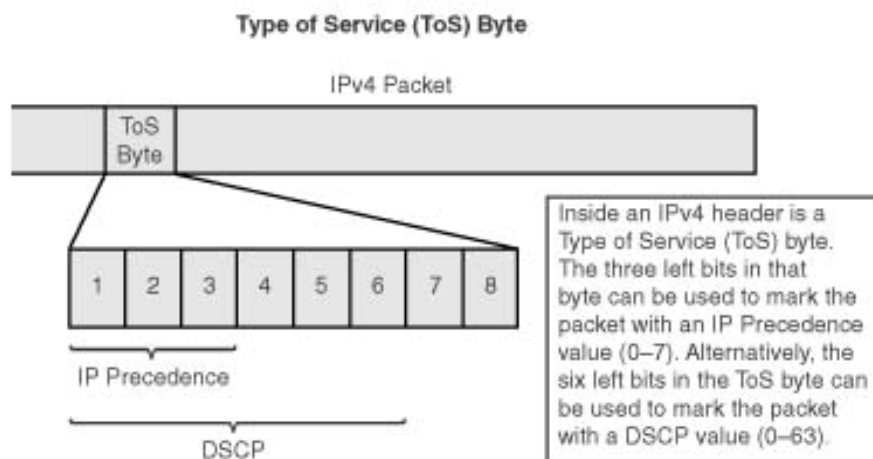 Type of Service (ToS) Byte
IPv4 Packet
ToS
Byte
1 2 3 4 5 6 7 8
IP Precedence
DSCP
Inside an IPv4 header is a
Type of Service (ToS) byte.
The three left bits in that
byte can be used to mark the
packet with an IP Precedence
value (0–7). Alternatively, the
six left bits in the ToS byte can
be used to mark the packet
with a DSCP value (0–63).